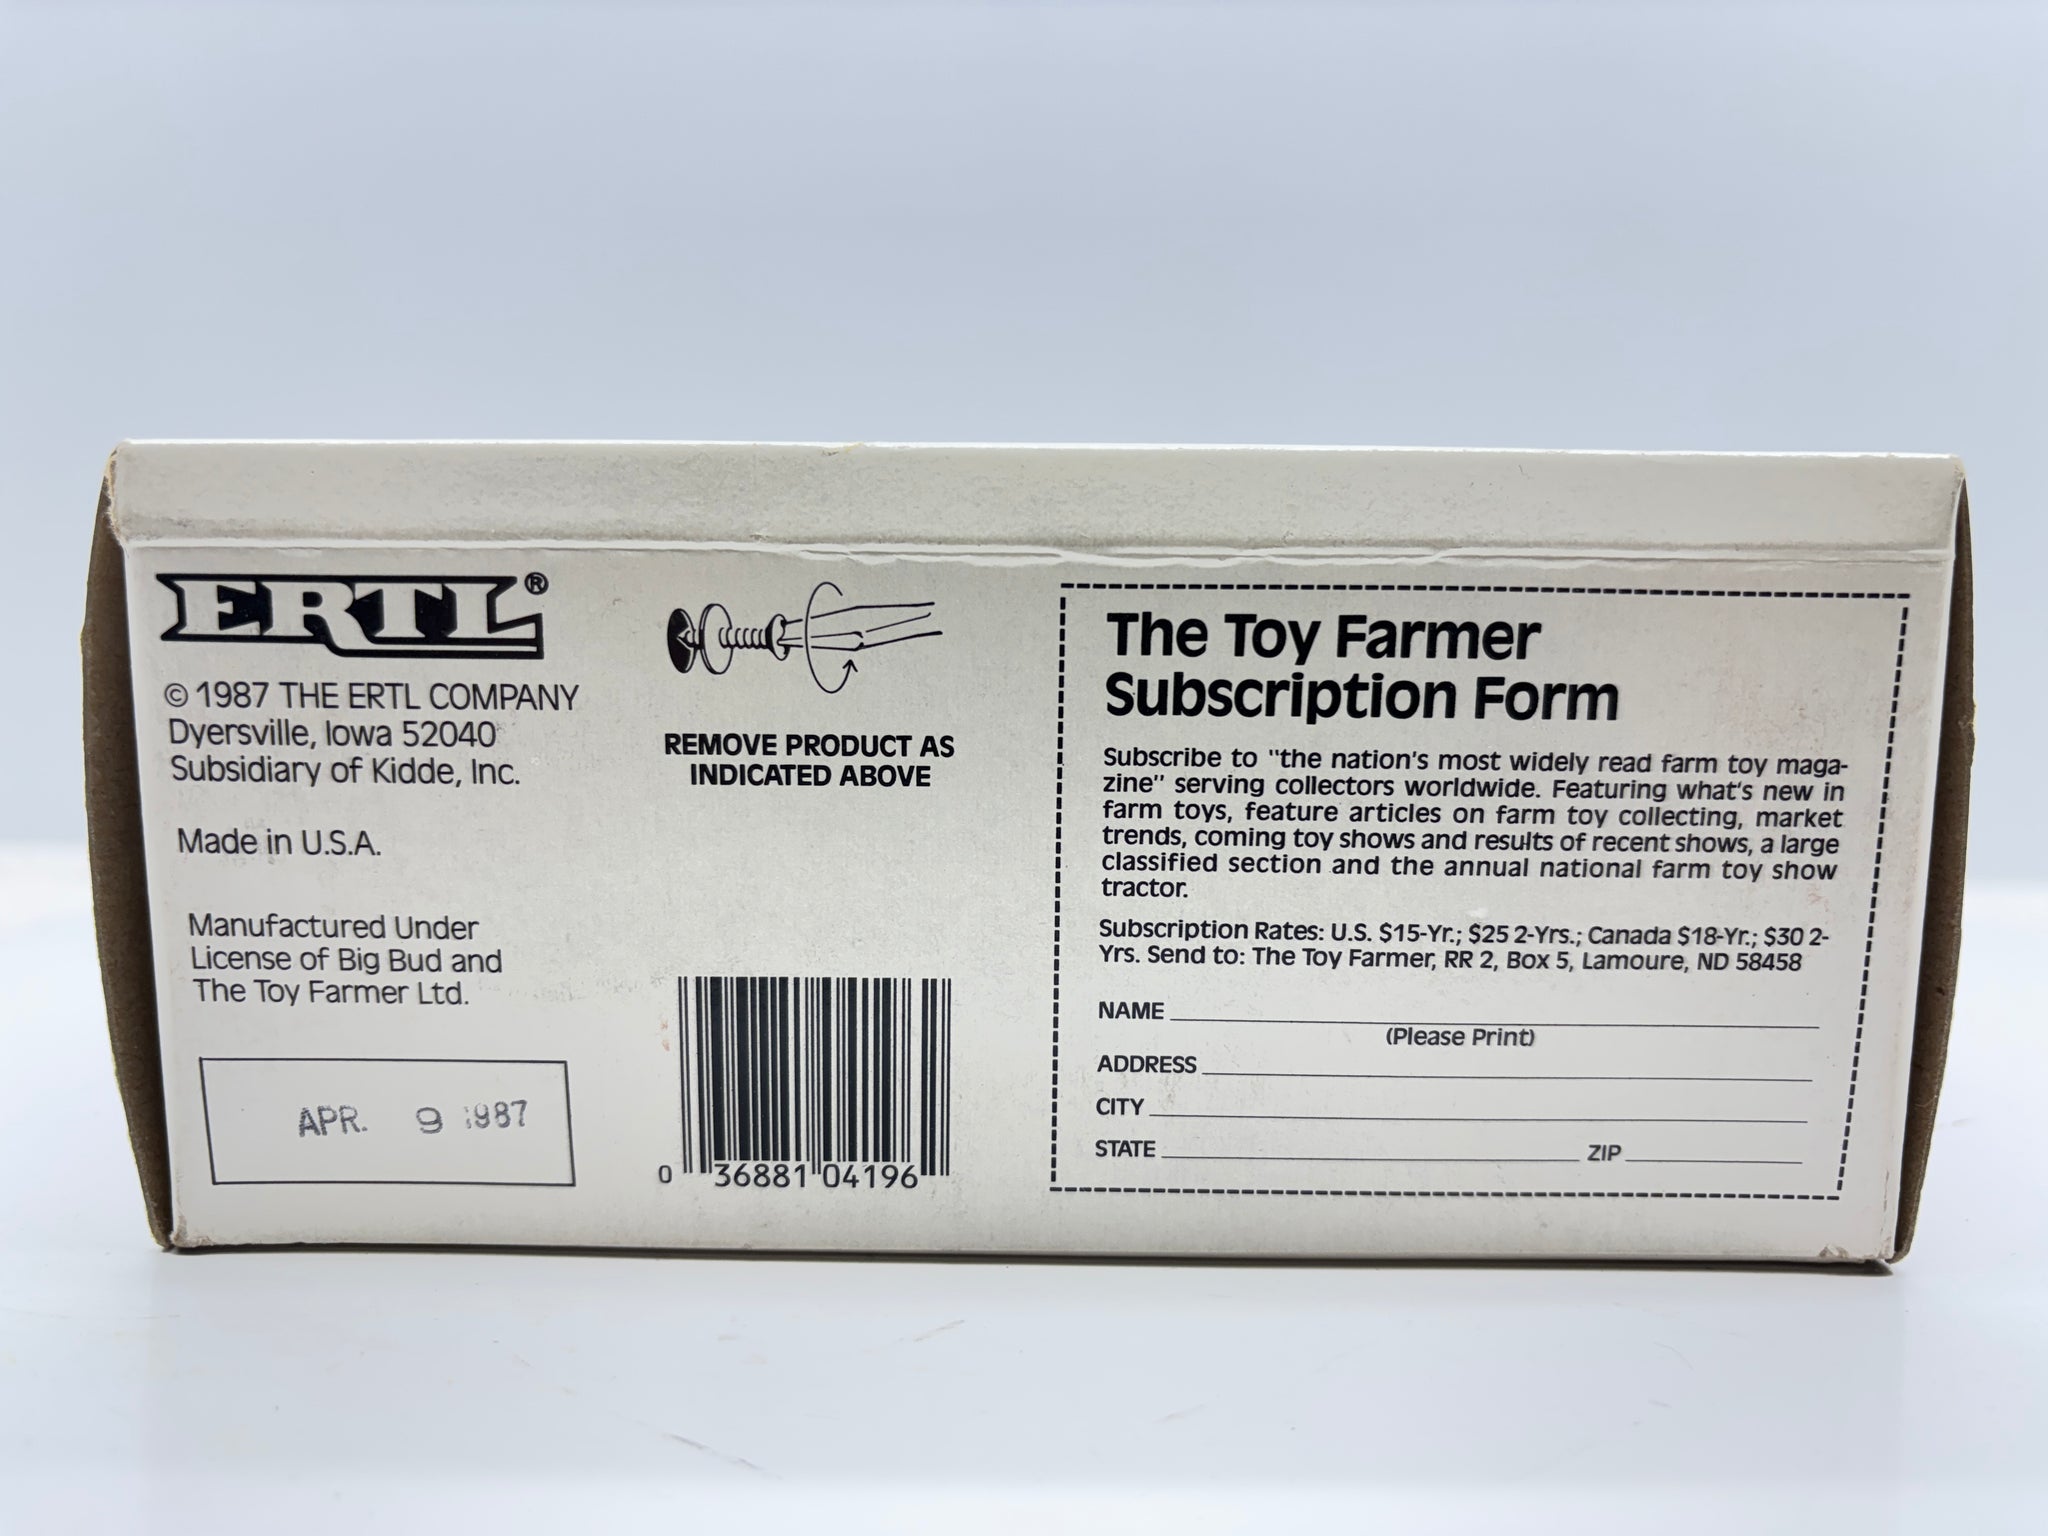 ERTL®
© 1987 THE ERTL COMPANY
Dyersville, Iowa 52040
Subsidiary of Kidde, Inc.
Made in U.S.A.
Manufactured Under
License of Big Bud and
The Toy Farmer Ltd.
APR. 9 1987
REMOVE PRODUCT AS
INDICATED ABOVE
0 36881 04196
The Toy Farmer
Subscription Form
Subscribe to "the nation's most widely read farm toy maga-
zine" serving collectors worldwide. Featuring what's new in
farm toys, feature articles on farm toy collecting, market
trends, coming toy shows and results of recent shows, a large
classified section and the annual national farm toy show
tractor.
Subscription Rates: U.S. $15-Yr.; $25 2-Yrs.; Canada $18-Yr.; $30 2-
Yrs. Send to: The Toy Farmer, RR 2, Box 5, Lamoure, ND 58458
NAME
(Please Print)
ADDRESS
CITY
STATE ZIP